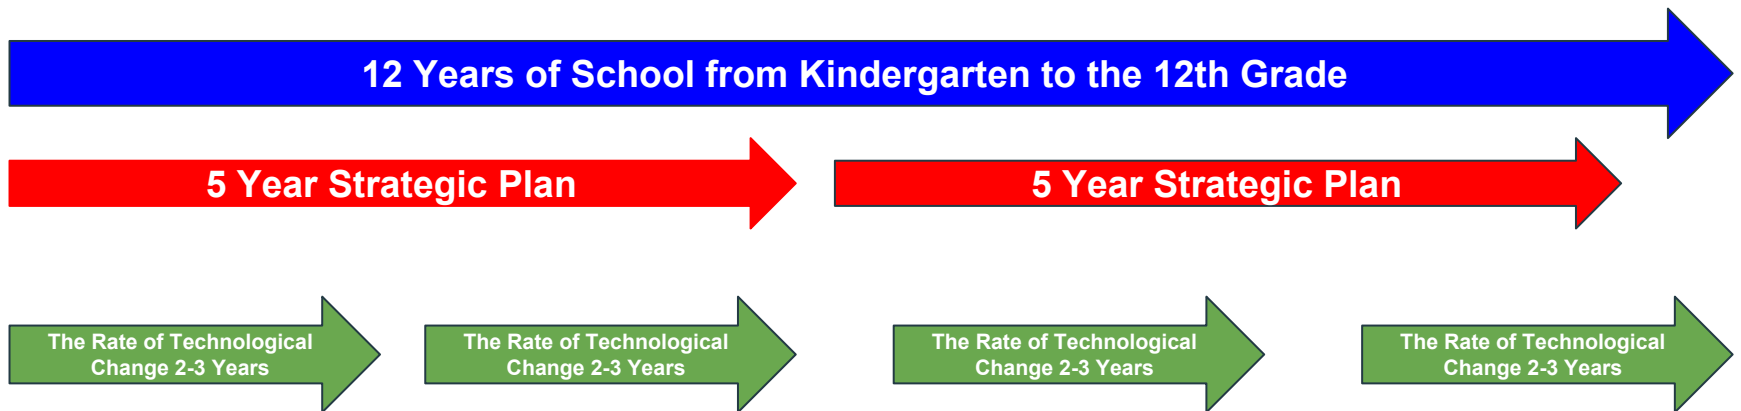 12 Years of School from Kindergarten to the 12th Grade
5 Year Strategic Plan
5 Year Strategic Plan
The Rate of Technological
Change 2-3 Years
The Rate of Technological
Change 2-3 Years
The Rate of Technological
Change 2-3 Years
The Rate of Technological
Change 2-3 Years